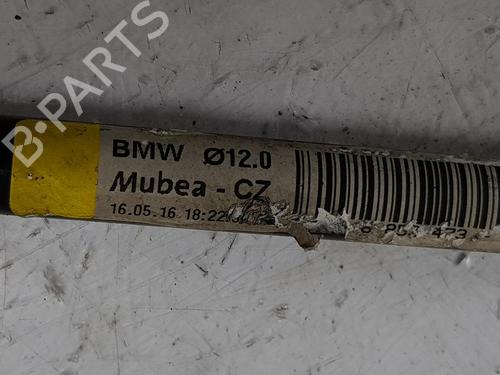 B-PARTS
BMW Ø12.0
Mubea - CZ
16.05.16 18:22